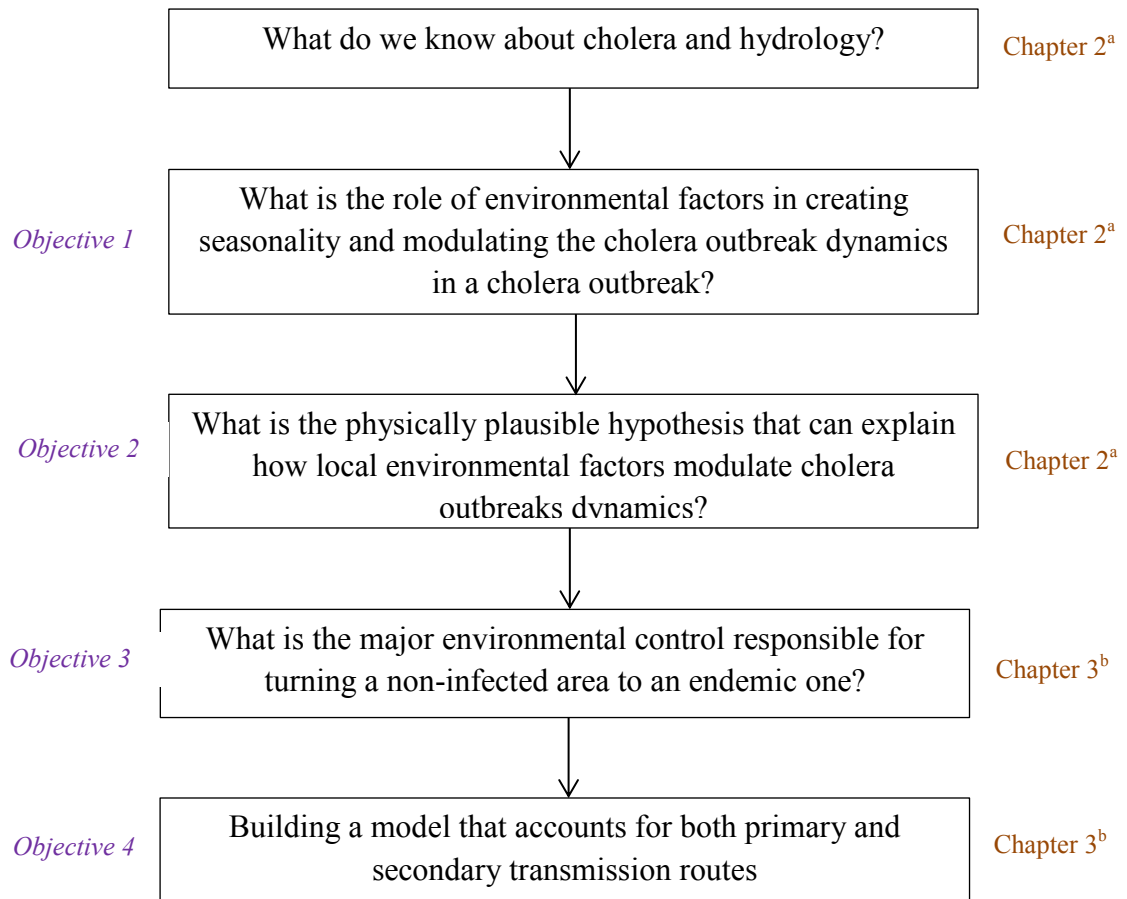 What do we know about cholera and hydrology?
Chapter 2ᵃ
What is the role of environmental factors in creating
seasonality and modulating the cholera outbreak dynamics
in a cholera outbreak?
Objective 1
Chapter 2ᵃ
What is the physically plausible hypothesis that can explain
how local environmental factors modulate cholera
outbreaks dynamics?
Objective 2
Chapter 2ᵃ
What is the major environmental control responsible for
turning a non-infected area to an endemic one?
Objective 3
Chapter 3ᵇ
Building a model that accounts for both primary and
secondary transmission routes
Objective 4
Chapter 3ᵇ